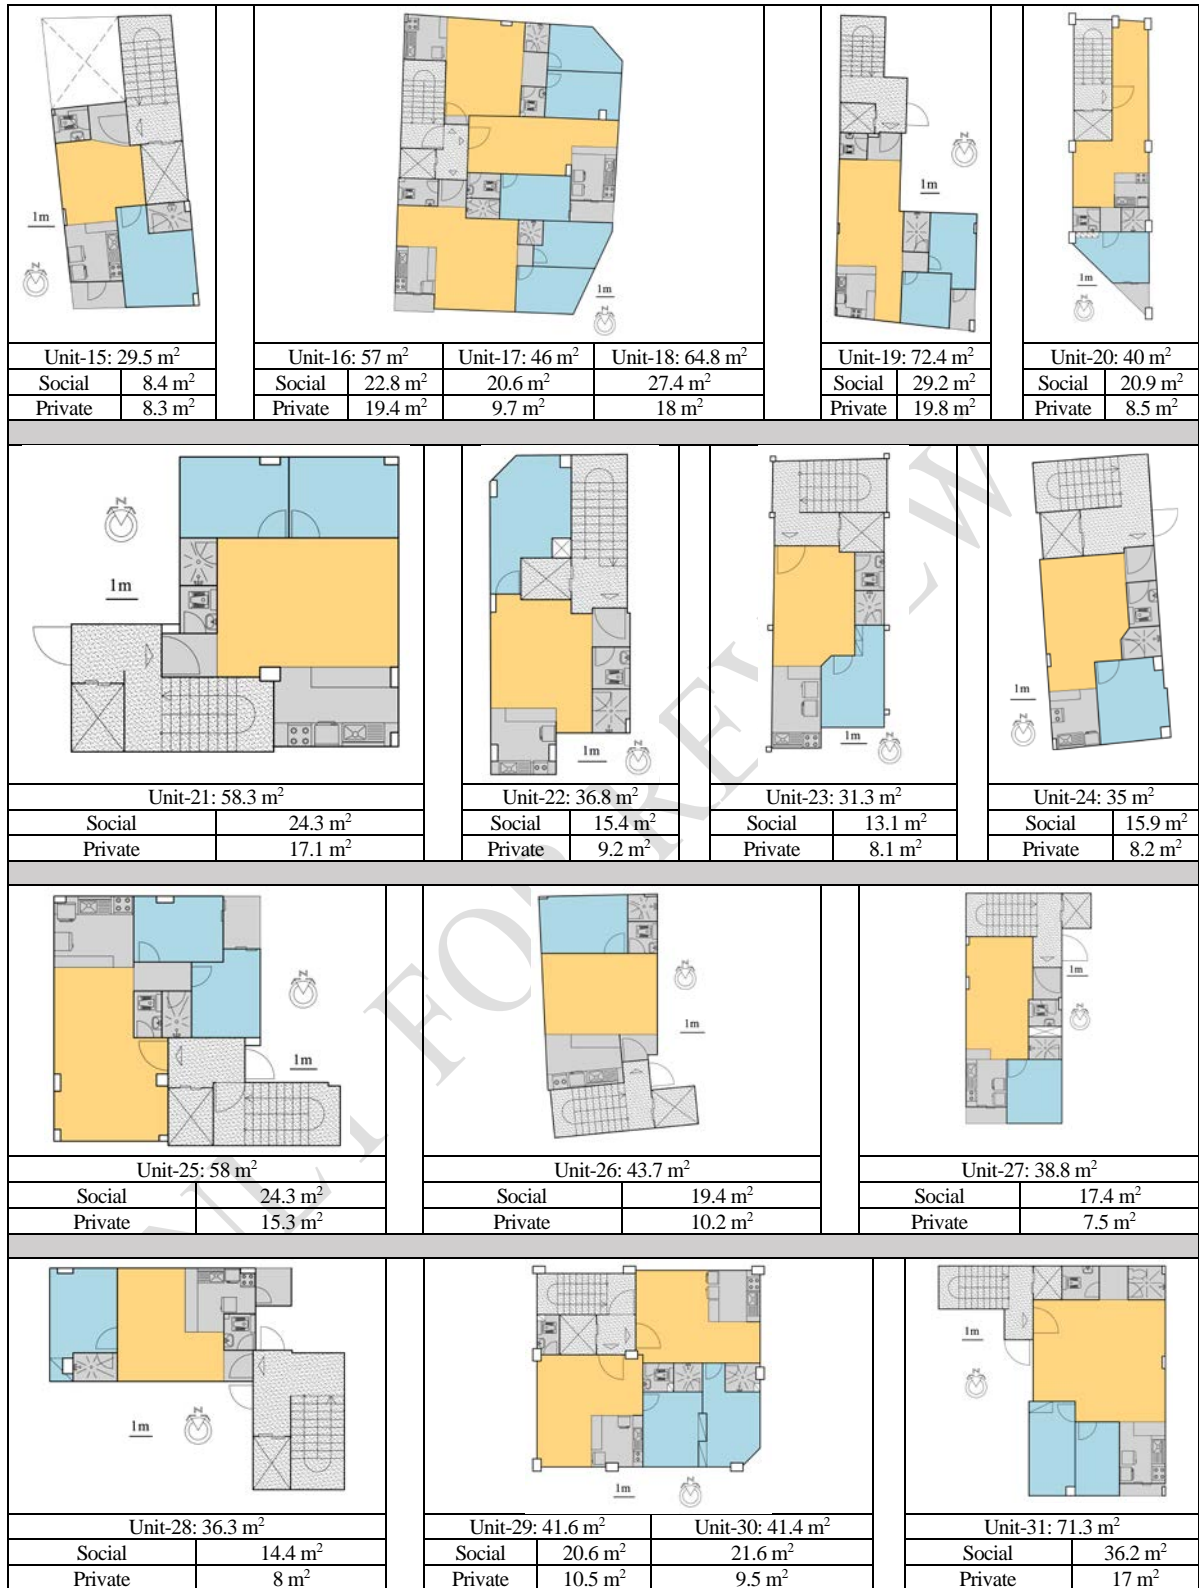 N
1m
N
1m
N
1m
N
1m
N
Unit-15: 29.5 m²
Social 8.4 m²
Private 8.3 m²
Unit-16: 57 m² Unit-17: 46 m² Unit-18: 64.8 m²
Social 22.8 m² 20.6 m² 27.4 m²
Private 19.4 m² 9.7 m² 18 m²
Unit-19: 72.4 m²
Social 29.2 m²
Private 19.8 m²
Unit-20: 40 m²
Social 20.9 m²
Private 8.5 m²
N
1m
1m
N
1m
N
1m
N
Unit-21: 58.3 m²
Social 24.3 m²
Private 17.1 m²
Unit-22: 36.8 m²
Social 15.4 m²
Private 9.2 m²
Unit-23: 31.3 m²
Social 13.1 m²
Private 8.1 m²
Unit-24: 35 m²
Social 15.9 m²
Private 8.2 m²
N
1m
N
1m
1m
N
Unit-25: 58 m²
Social 24.3 m²
Private 15.3 m²
Unit-26: 43.7 m²
Social 19.4 m²
Private 10.2 m²
Unit-27: 38.8 m²
Social 17.4 m²
Private 7.5 m²
1m
N
1m
N
1m
N
Unit-28: 36.3 m²
Social 14.4 m²
Private 8 m²
Unit-29: 41.6 m² Unit-30: 41.4 m²
Social 20.6 m² 21.6 m²
Private 10.5 m² 9.5 m²
Unit-31: 71.3 m²
Social 36.2 m²
Private 17 m²